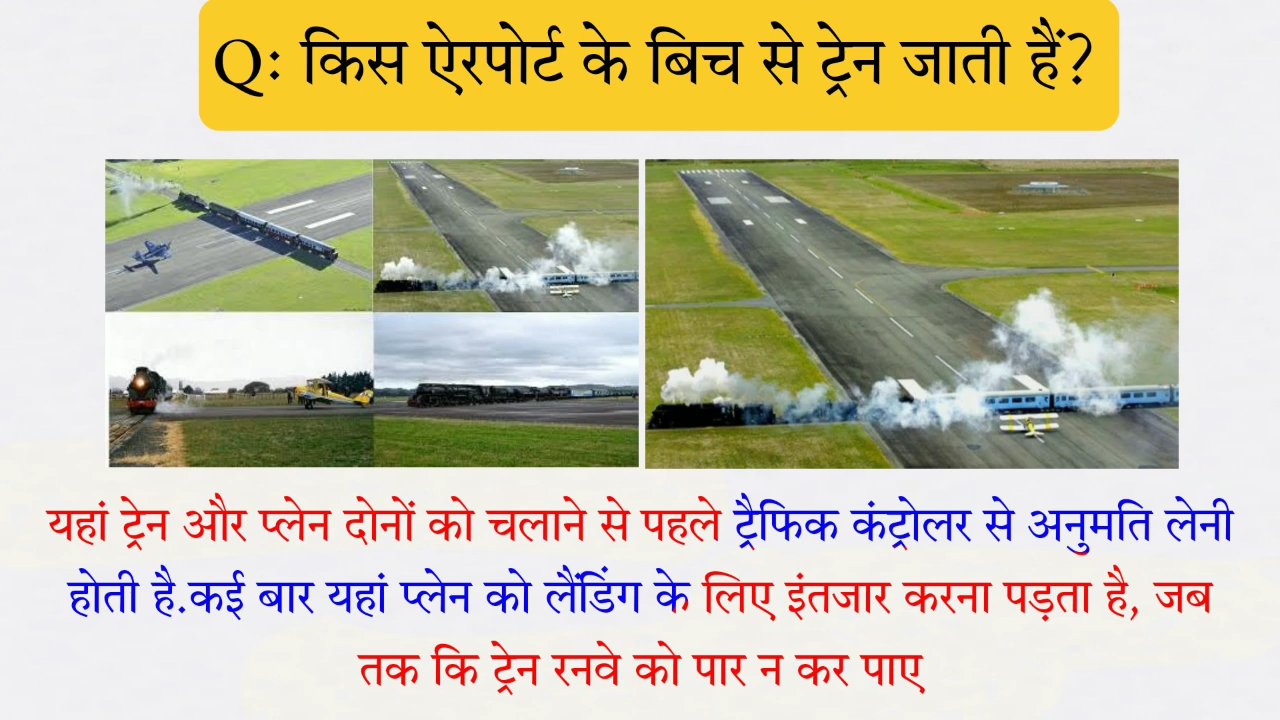 Q: किस ऐरपोर्ट के बिच से ट्रेन जाती हैं?
यहां ट्रेन और प्लेन दोनों को चलाने से पहले ट्रैफिक कंट्रोलर से अनुमति लेनी
होती है.कई बार यहां प्लेन को लैंडिंग के लिए इंतजार करना पड़ता है, जब
तक कि ट्रेन रनवे को पार न कर पाए